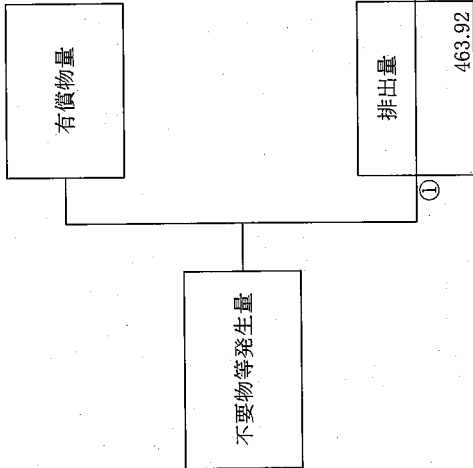 有償物量
不要物等発生量
排出量
①
463.92